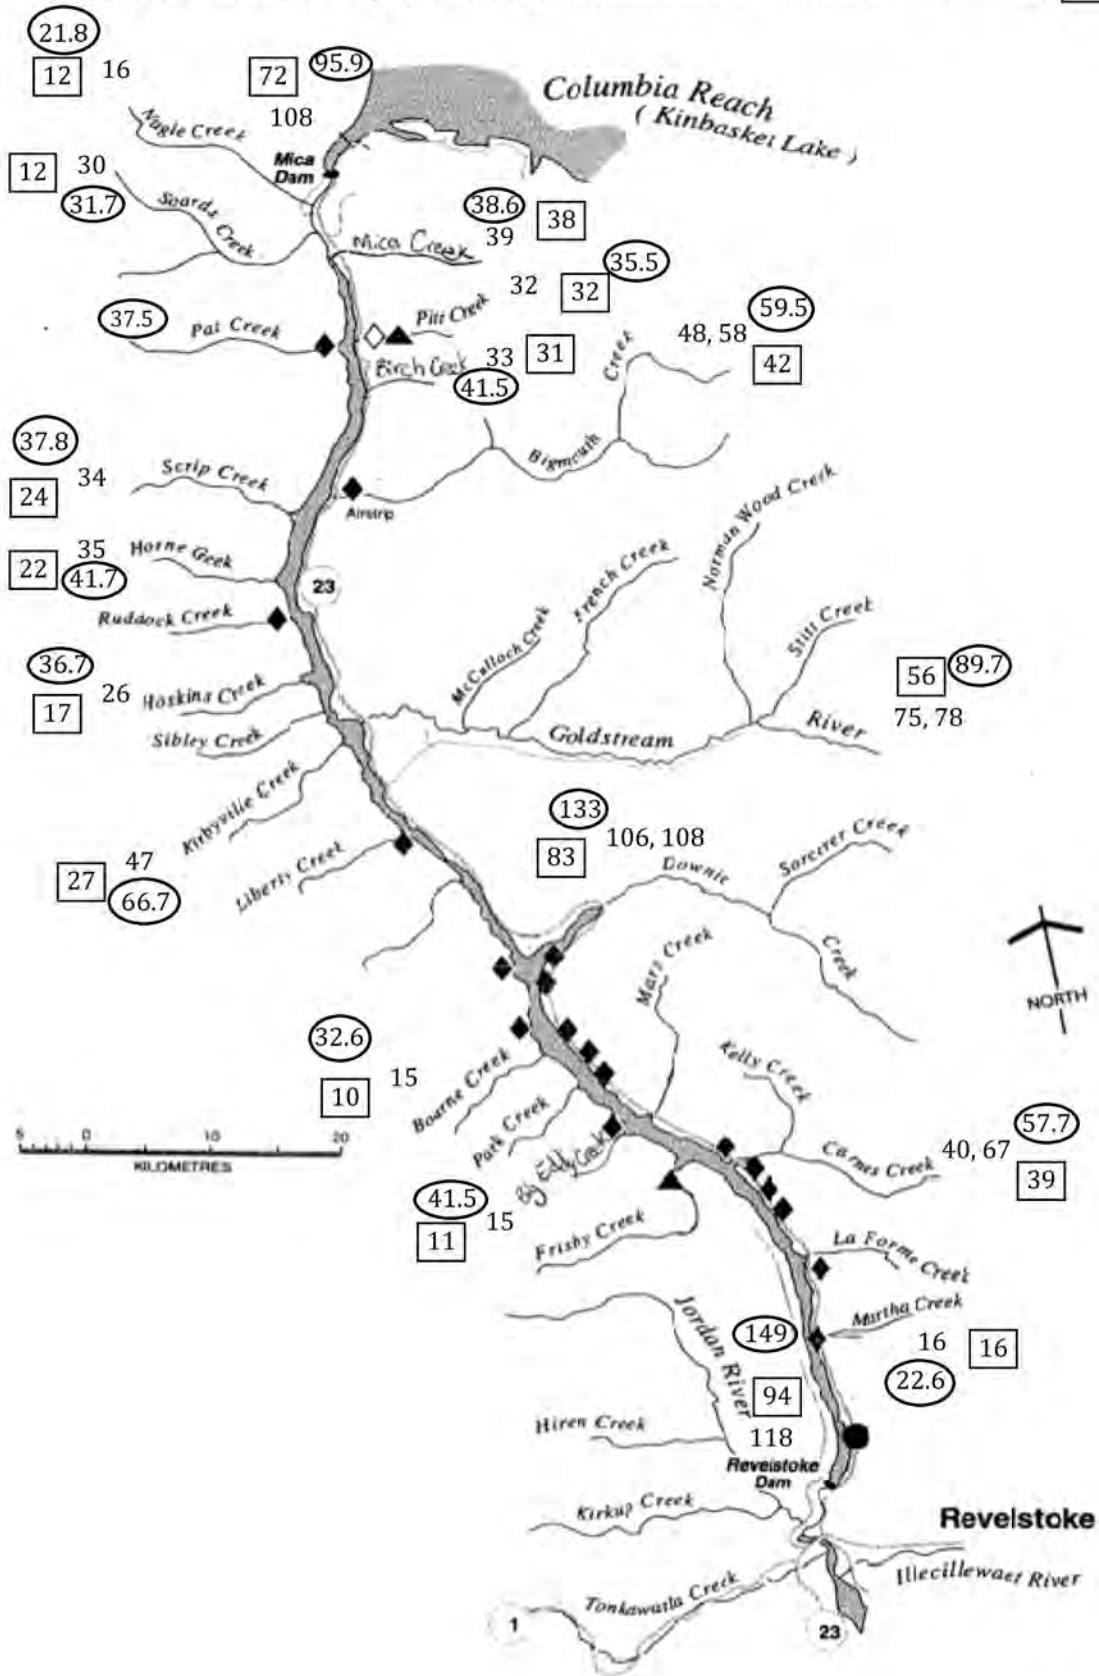 21.8
12 16
72 95.9
108
Columbia Reach
( Kinbasket Lake )
Nagle Creek
Mica
Dam
12 30
31.7
Soards Creek
38.6 38
39
Mica Creek
35.5
32 32
Pitt Creek
37.5
Pat Creek
59.5
48, 58
42
Birch Creek 33 31
41.5
Creek
Bigmouth
37.8
34
24
Scrip Creek
Airstrip
35
22 41.7
Horne Geek
23
Ruddock Creek
Norman Wood Creek
French Creek
McCulloch Creek
Stitt Creek
36.7
26
17
Hoskins Creek
56 89.7
75, 78
Sibley Creek
Goldstream
River
Kirbyville Creek
133
106, 108
83
Sorcerer Creek
47
27 66.7
Liberty Creek
Downie
Creek
Mars Creek
NORTH
32.6
15
10
Bourne Creek
Kelly Creek
5 0 10 20
KILOMETRES
Park Creek
57.7
40, 67
39
Carnes Creek
Big Eddy Creek
41.5 15
11
Frisby Creek
La Forme Creek
Jordan River
149
Martha Creek
16 16
22.6
94
118
Hiren Creek
Revelstoke
Dam
Kirkup Creek
Revelstoke
Illecillewaet River
Tonkawatla Creek
1
23